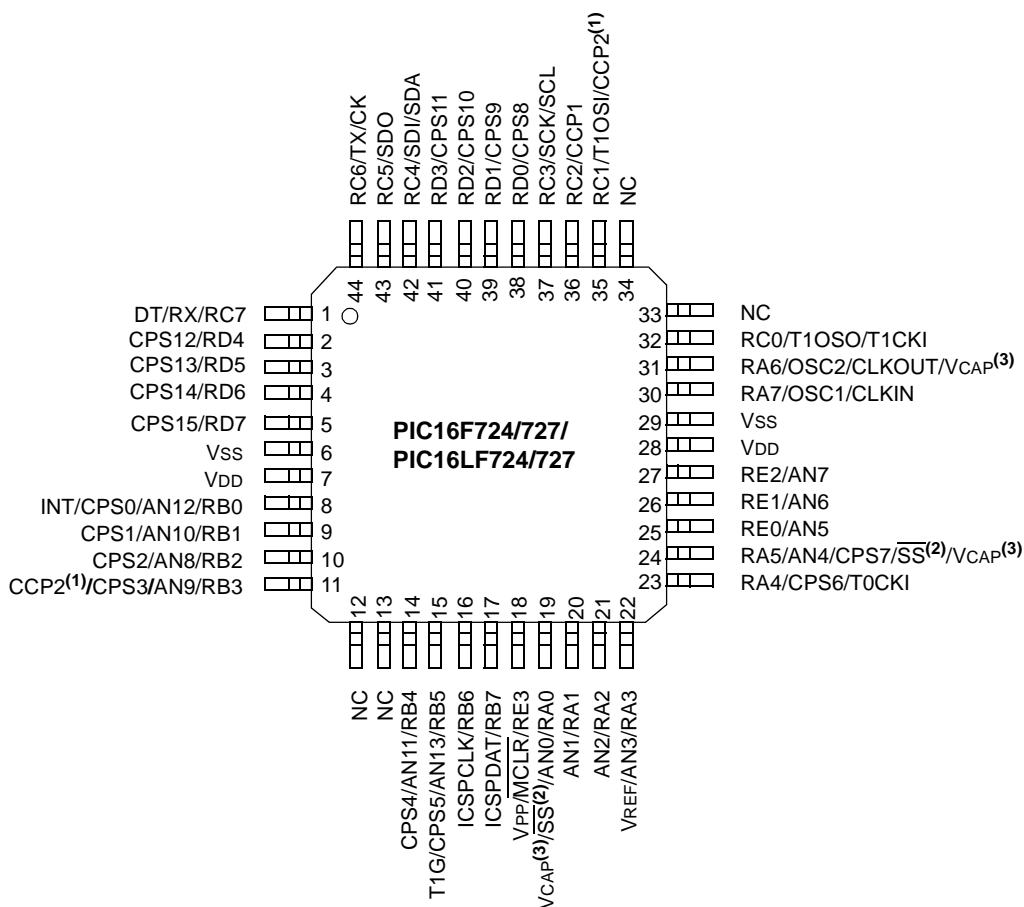 RC6/TX/CK
RC5/SDO
RC4/SDI/SDA
RD3/CPS11
RD2/CPS10
RD1/CPS9
RD0/CPS8
RC3/SCK/SCL
RC2/CCP1
RC1/T1OSI/CCP2(1)
NC
44
43
42
41
40
39
38
37
36
35
34
DT/RX/RC7 1
CPS12/RD4 2
CPS13/RD5 3
CPS14/RD6 4
CPS15/RD7 5
VSS 6
VDD 7
INT/CPS0/AN12/RB0 8
CPS1/AN10/RB1 9
CPS2/AN8/RB2 10
CCP2(1)/CPS3/AN9/RB3 11
PIC16F724/727/
PIC16LF724/727
33 NC
32 RC0/T1OSO/T1CKI
31 RA6/OSC2/CLKOUT/VCAP(3)
30 RA7/OSC1/CLKIN
29 VSS
28 VDD
27 RE2/AN7
26 RE1/AN6
25 RE0/AN5
24 RA5/AN4/CPS7/SS(2)/VCAP(3)
23 RA4/CPS6/T0CKI
12
13
14
15
16
17
18
19
20
21
22
NC
NC
CPS4/AN11/RB4
T1G/CPS5/AN13/RB5
ICSPCLK/RB6
ICSPDAT/RB7
VPP/MCLR/RE3
VCAP(3)/SS(2)/AN0/RA0
AN1/RA1
AN2/RA2
VREF/AN3/RA3